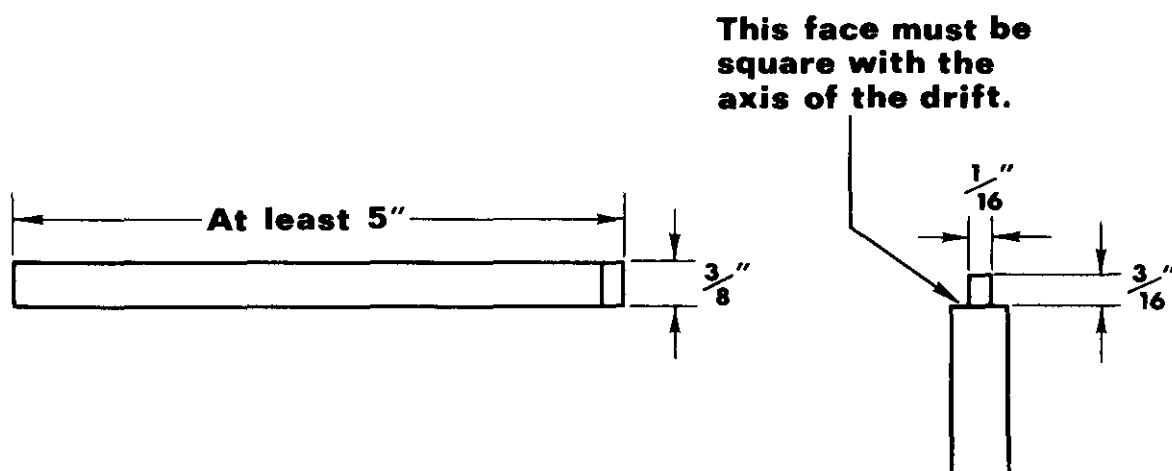 This face must be
square with the
axis of the drift.
At least 5″
3/8″
1/16″
3/16″